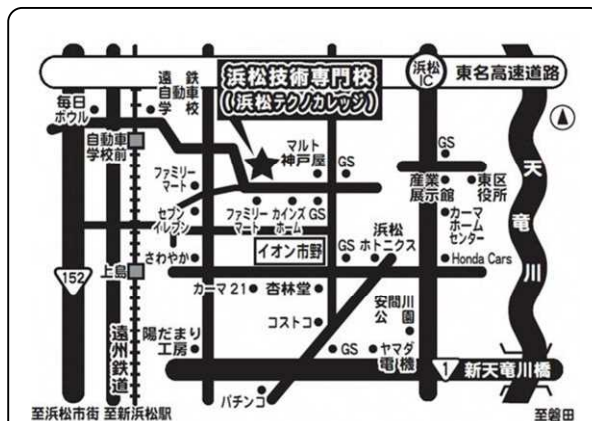 浜松
IC
東名高速道路
浜松技術専門校
(浜松テクノカレッジ)
遠鉄
自動車
学校
毎日
ボウル
自動車
学校前
マルト
神戸屋
GS
GS
ファミリー
マート
産業
展示館
東区
役所
天竜川
セブン
イレブン
ファミリー
マート
カインズ
ホーム
GS
浜松
ホトニクス
カーマ
ホーム
センター
イオン市野
さわやか
GS
Honda Cars
上島
152
カーマ21
杏林堂
安間川
公園
コストコ
遠州鉄道
陽だまり
工房
GS
ヤマダ
電機
1
新天竜川橋
パチンコ
至浜松市街
至新浜松駅
至磐田